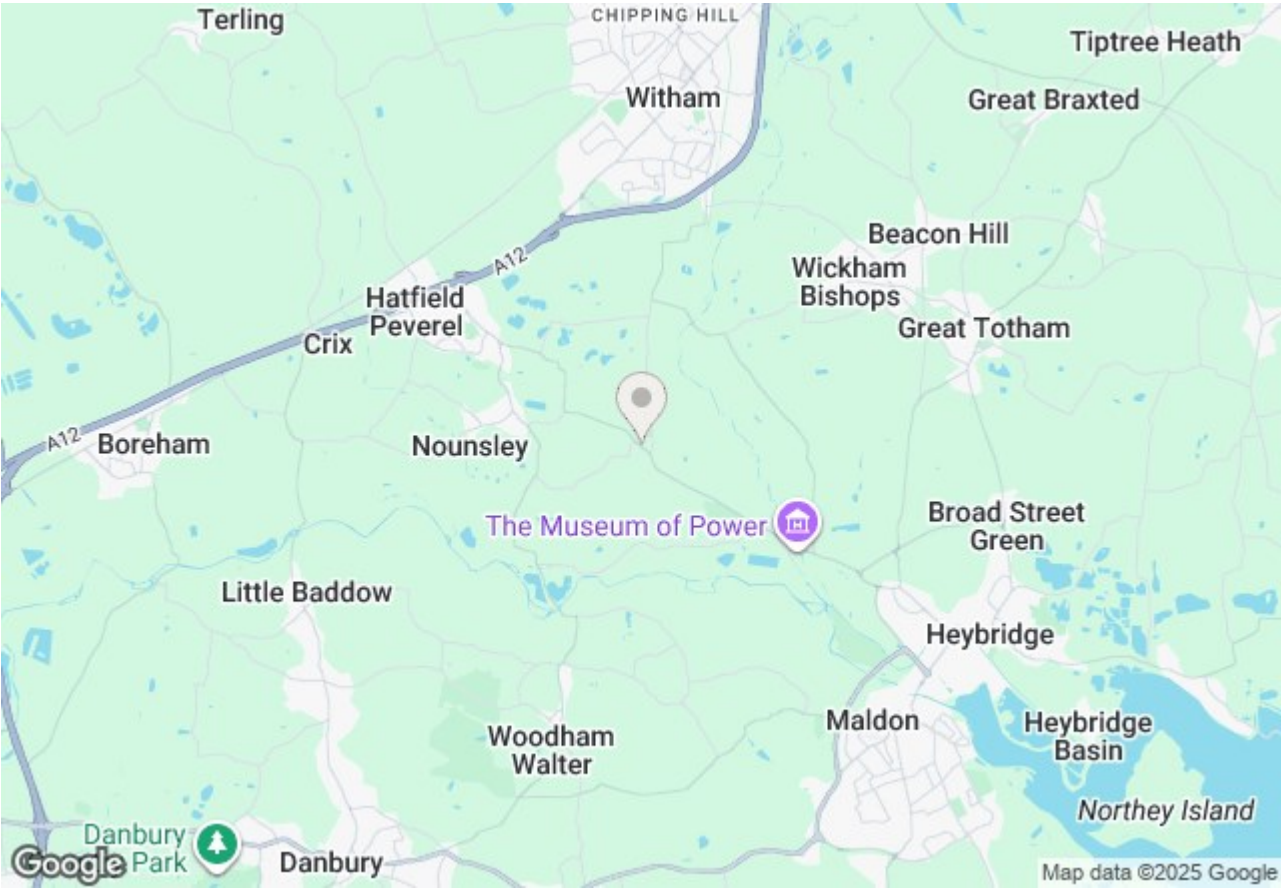 CHIPPING HILL
Terling
Tiptree Heath
Witham
Great Braxted
Beacon Hill
A12
Wickham
Bishops
Hatfield
Peverel
Great Totham
Crix
A12
Boreham
Nounsley
The Museum of Power
Broad Street
Green
Little Baddow
Heybridge
Maldon
Heybridge
Basin
Woodham
Walter
Northey Island
Danbury
Park
Danbury
Google
Map data ©2025 Google